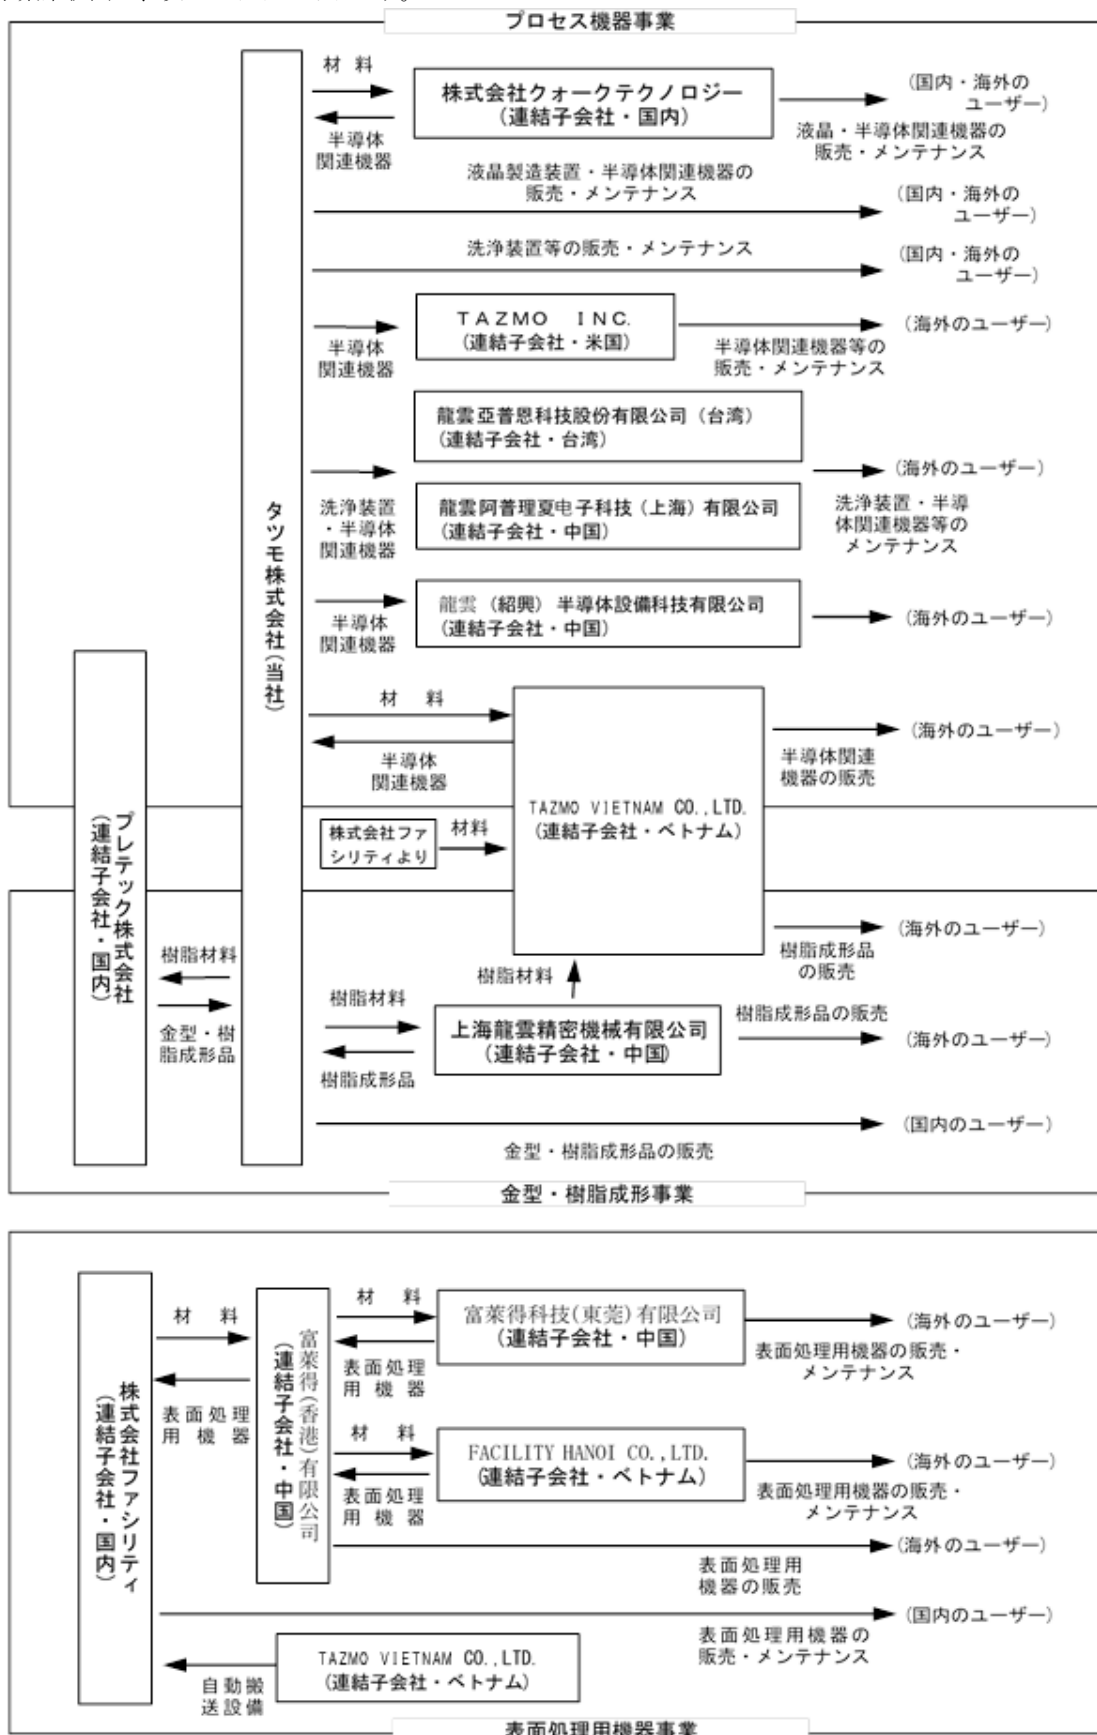 プロセス機器事業
材 料
株式会社クォークテクノロジー
(連結子会社・国内)
半導体
関連機器
(国内・海外の
ユーザー)
液晶・半導体関連機器の
販売・メンテナンス
液晶製造装置・半導体関連機器の
販売・メンテナンス
(国内・海外の
ユーザー)
洗浄装置等の販売・メンテナンス
(国内・海外の
ユーザー)
TAZMO INC.
(連結子会社・米国)
半導体
関連機器
(海外のユーザー)
半導体関連機器等の
販売・メンテナンス
龍雲亞普恩科技股份有限公司(台湾)
(連結子会社・台湾)
龍雲阿普理夏电子科技(上海)有限公司
(連結子会社・中国)
洗浄装置
・半導体
関連機器
(海外のユーザー)
洗浄装置・半導
体関連機器等の
メンテナンス
龍雲(紹興)半導体設備科技有限公司
(連結子会社・中国)
半導体
関連機器
(海外のユーザー)
タツモ株式会社(当社)
材 料
半導体
関連機器
TAZMO VIETNAM CO.,LTD.
(連結子会社・ベトナム)
(海外のユーザー)
半導体関連
機器の販売
株式会社ファ
シリティより
材料
プレテック株式会社
(連結子会社・国内)
樹脂材料
金型・樹
脂成形品
(海外のユーザー)
樹脂成形品
の販売
樹脂材料
樹脂材料
樹脂成形品
上海龍雲精密機械有限公司
(連結子会社・中国)
樹脂成形品の販売
(海外のユーザー)
(国内のユーザー)
金型・樹脂成形品の販売
金型・樹脂成形事業
株式会社ファシリティ
(連結子会社・国内)
材 料
表面処理
用機器
富莱得(香港)有限公司
(連結子会社・中国)
材 料
表面処理
用機器
富莱得科技(東莞)有限公司
(連結子会社・中国)
(海外のユーザー)
表面処理用機器の販売・
メンテナンス
材 料
表面処理
用機器
FACILITY HANOI CO.,LTD.
(連結子会社・ベトナム)
(海外のユーザー)
表面処理用機器の販売・
メンテナンス
(海外のユーザー)
表面処理用
機器の販売
(国内のユーザー)
表面処理用機器の
販売・メンテナンス
TAZMO VIETNAM CO.,LTD.
(連結子会社・ベトナム)
自動搬
送設備
表面処理用機器事業